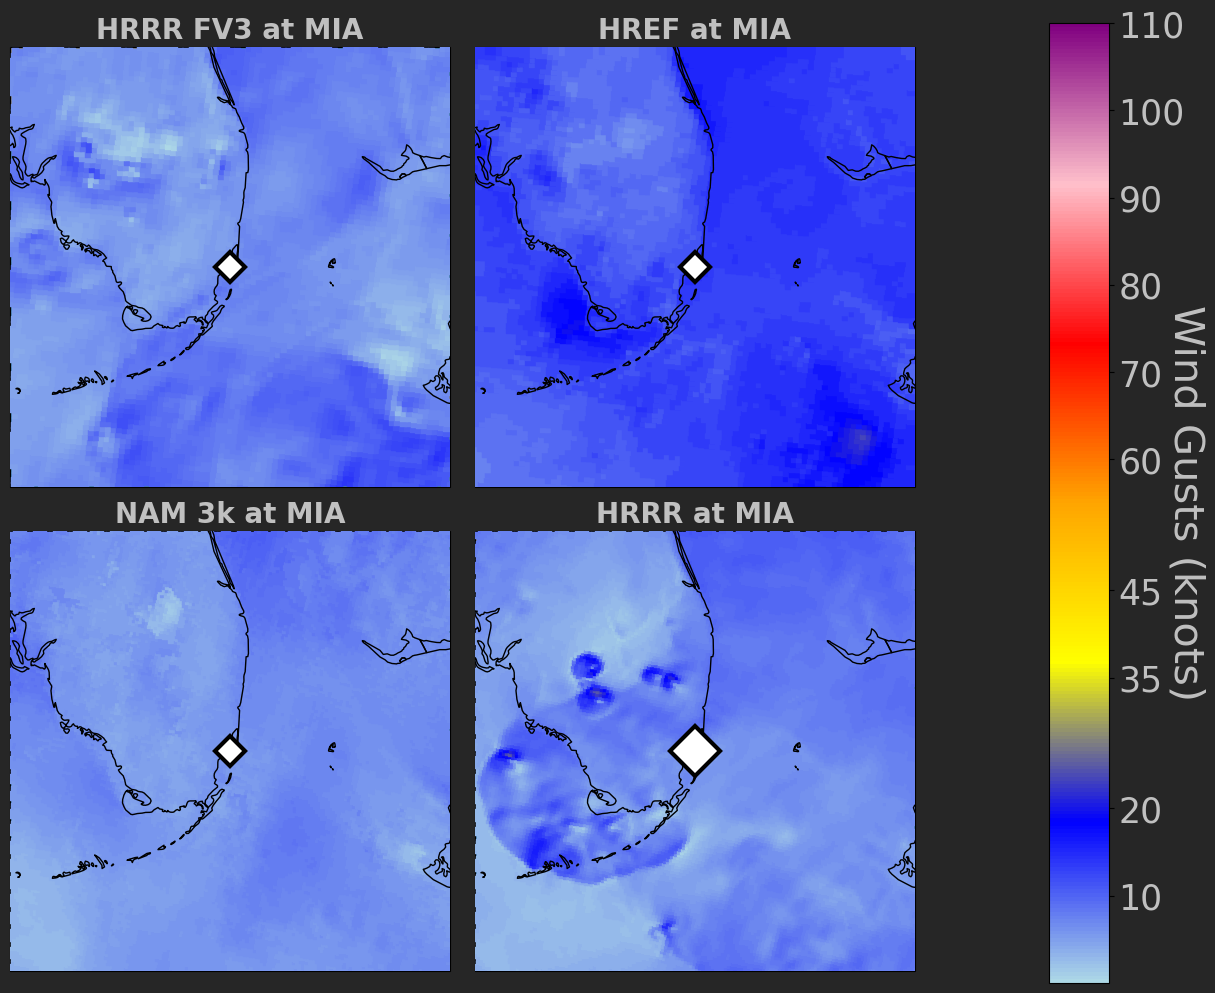 HRRR FV3 at MIA
HREF at MIA
NAM 3k at MIA
HRRR at MIA
110
100
90
80
70
60
45
35
20
10
Wind Gusts (knots)